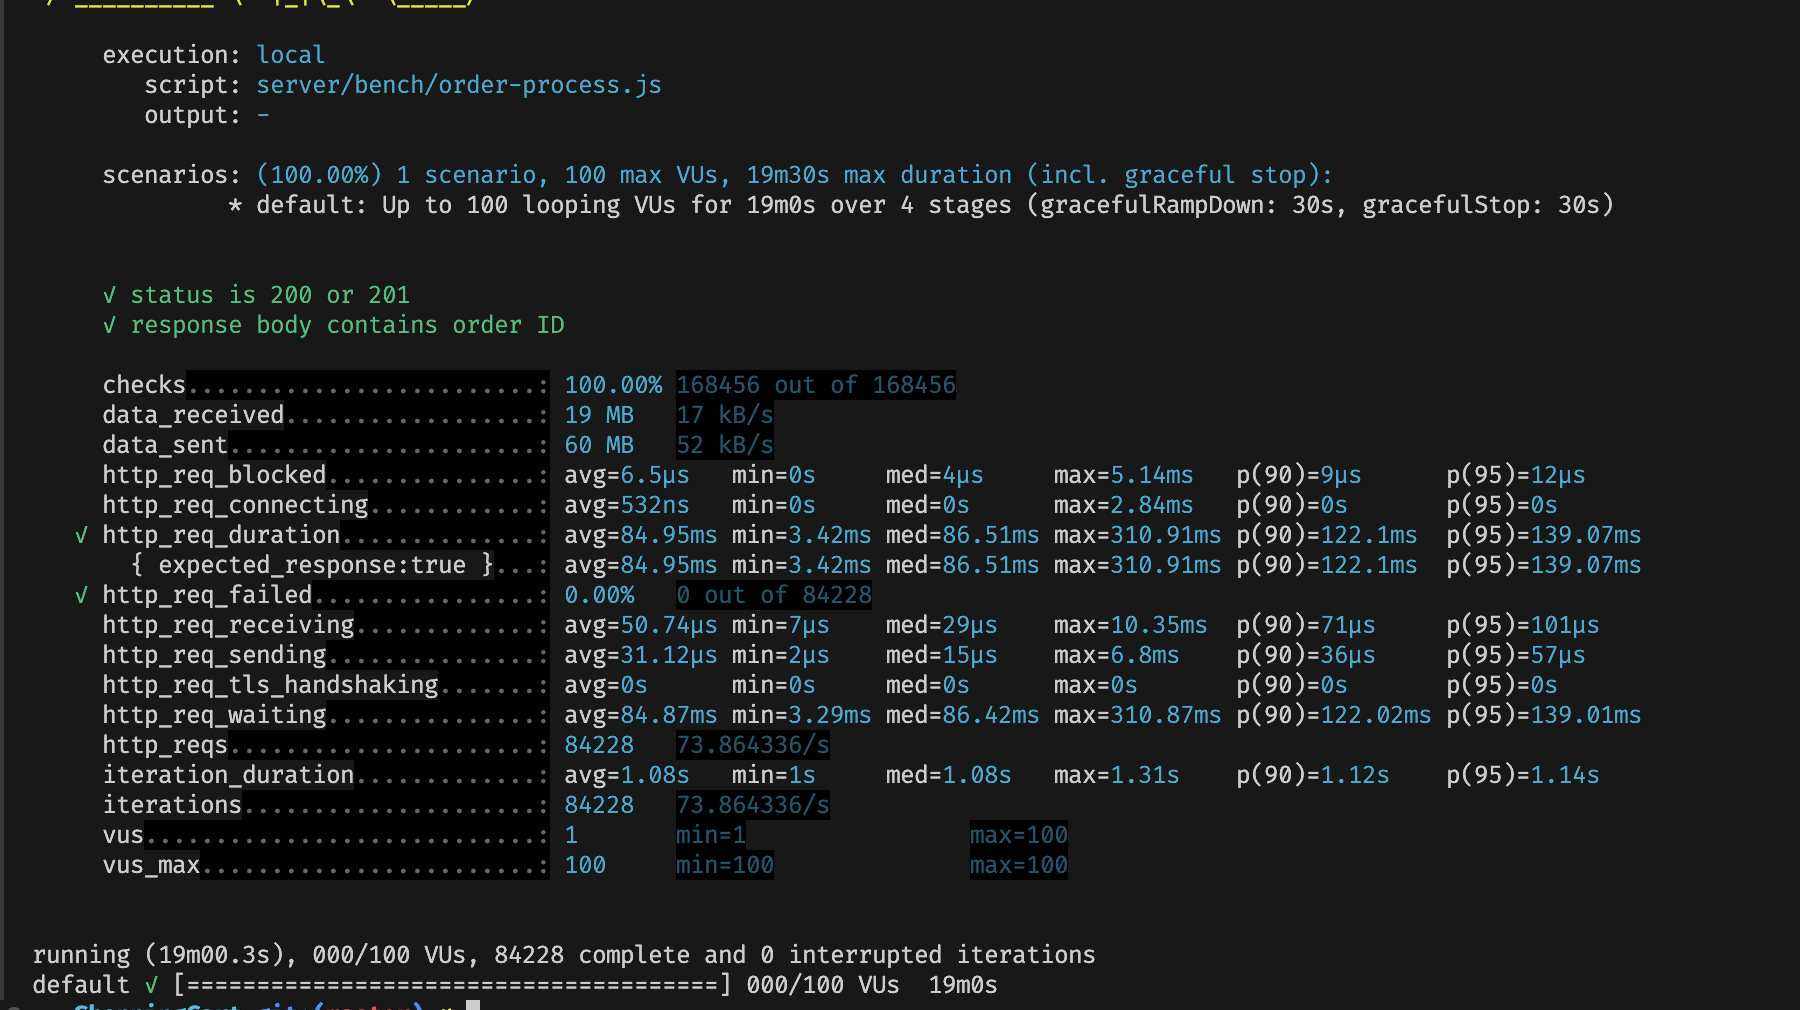 execution: local
script: server/bench/order-process.js
output: -
scenarios: (100.00%) 1 scenario, 100 max VUs, 19m30s max duration (incl. graceful stop):
* default: Up to 100 looping VUs for 19m0s over 4 stages (gracefulRampDown: 30s, gracefulStop: 30s)
✓ status is 200 or 201
✓ response body contains order ID
checks.........................: 100.00% 168456 out of 168456
data_received..................: 19 MB 17 kB/s
data_sent......................: 60 MB 52 kB/s
http_req_blocked...............: avg=6.5µs min=0s med=4µs max=5.14ms p(90)=9µs p(95)=12µs
http_req_connecting............: avg=532ns min=0s med=0s max=2.84ms p(90)=0s p(95)=0s
✓ http_req_duration..............: avg=84.95ms min=3.42ms med=86.51ms max=310.91ms p(90)=122.1ms p(95)=139.07ms
{ expected_response:true }...: avg=84.95ms min=3.42ms med=86.51ms max=310.91ms p(90)=122.1ms p(95)=139.07ms
✓ http_req_failed................: 0.00% 0 out of 84228
http_req_receiving.............: avg=50.74µs min=7µs med=29µs max=10.35ms p(90)=71µs p(95)=101µs
http_req_sending...............: avg=31.12µs min=2µs med=15µs max=6.8ms p(90)=36µs p(95)=57µs
http_req_tls_handshaking.......: avg=0s min=0s med=0s max=0s p(90)=0s p(95)=0s
http_req_waiting...............: avg=84.87ms min=3.29ms med=86.42ms max=310.87ms p(90)=122.02ms p(95)=139.01ms
http_reqs......................: 84228 73.864336/s
iteration_duration.............: avg=1.08s min=1s med=1.08s max=1.31s p(90)=1.12s p(95)=1.14s
iterations.....................: 84228 73.864336/s
vus............................: 1 min=1 max=100
vus_max........................: 100 min=100 max=100
running (19m00.3s), 000/100 VUs, 84228 complete and 0 interrupted iterations
default ✓ [======================================] 000/100 VUs 19m0s